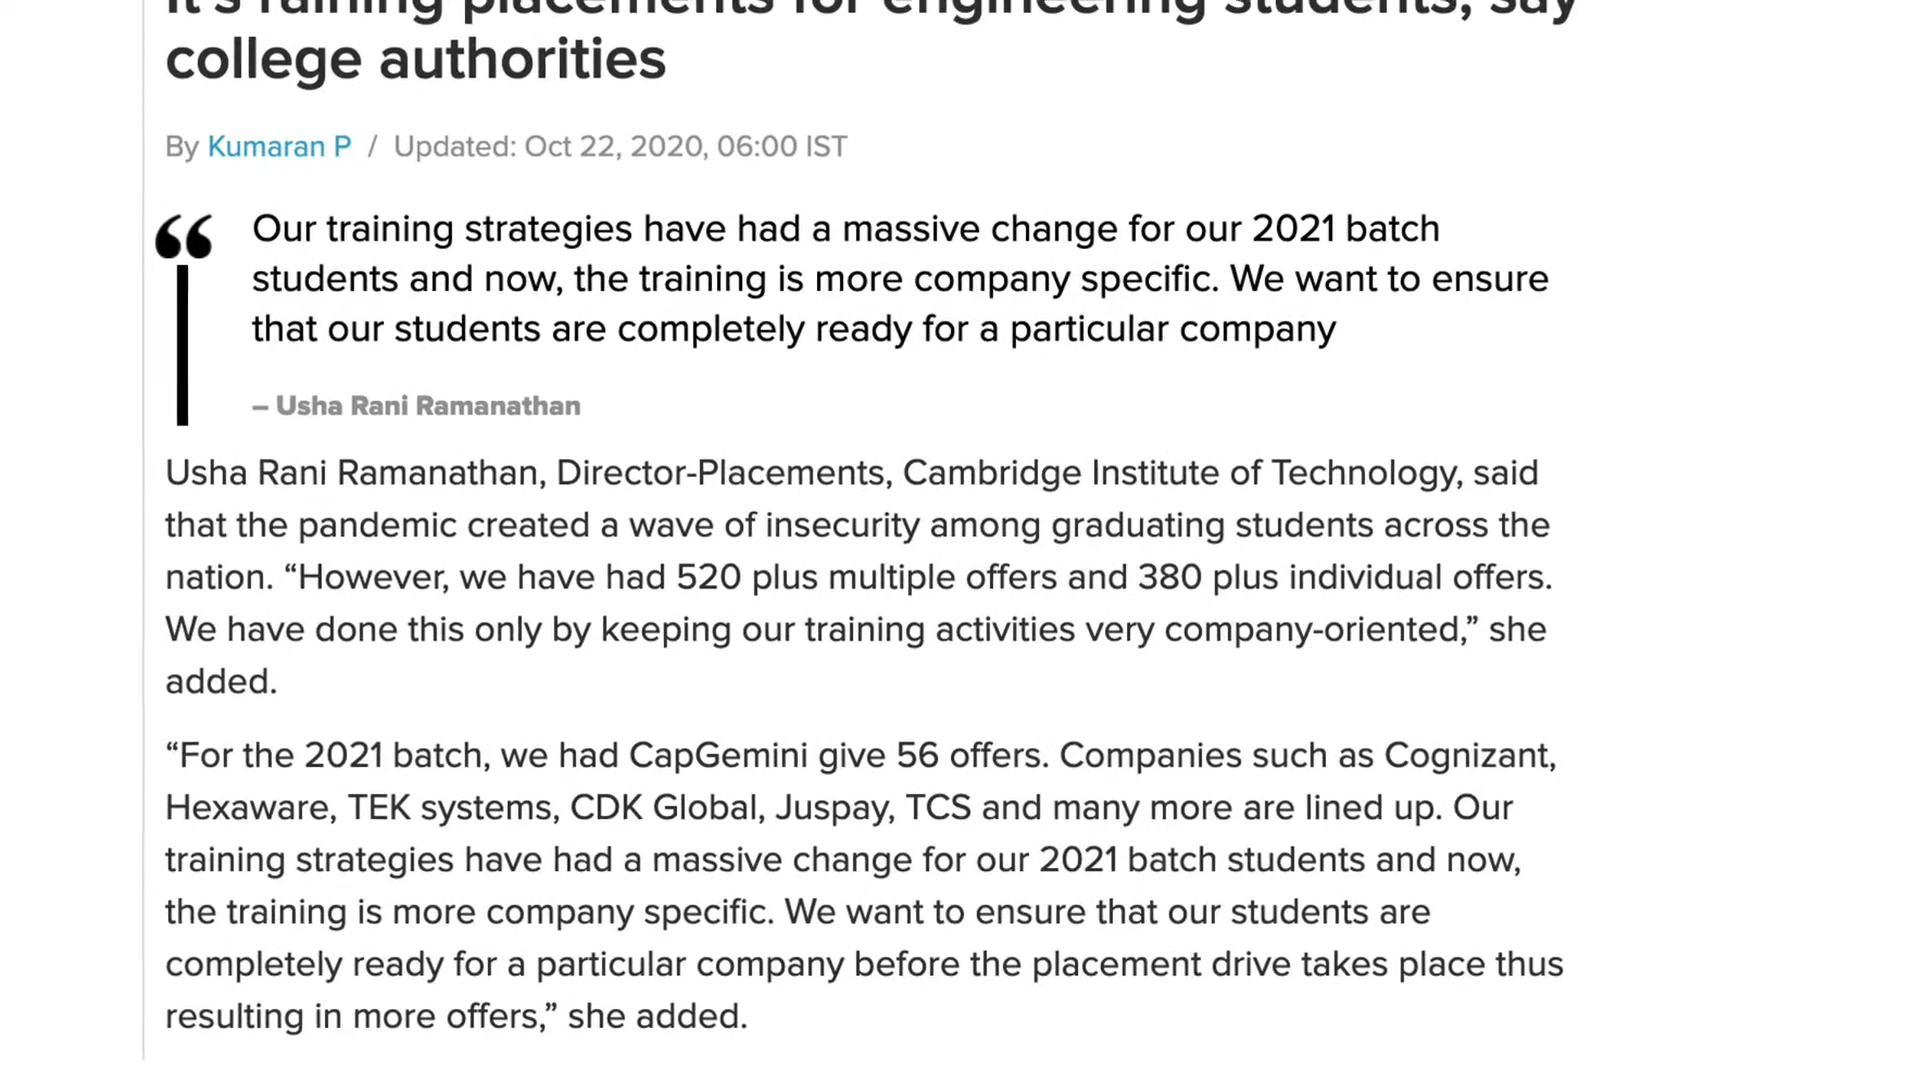 It's raining placements for engineering students, say
college authorities
By Kumaran P / Updated: Oct 22, 2020, 06:00 IST
“ Our training strategies have had a massive change for our 2021 batch
students and now, the training is more company specific. We want to ensure
that our students are completely ready for a particular company
– Usha Rani Ramanathan
Usha Rani Ramanathan, Director-Placements, Cambridge Institute of Technology, said
that the pandemic created a wave of insecurity among graduating students across the
nation. “However, we have had 520 plus multiple offers and 380 plus individual offers.
We have done this only by keeping our training activities very company-oriented,” she
added.
“For the 2021 batch, we had CapGemini give 56 offers. Companies such as Cognizant,
Hexaware, TEK systems, CDK Global, Juspay, TCS and many more are lined up. Our
training strategies have had a massive change for our 2021 batch students and now,
the training is more company specific. We want to ensure that our students are
completely ready for a particular company before the placement drive takes place thus
resulting in more offers,” she added.